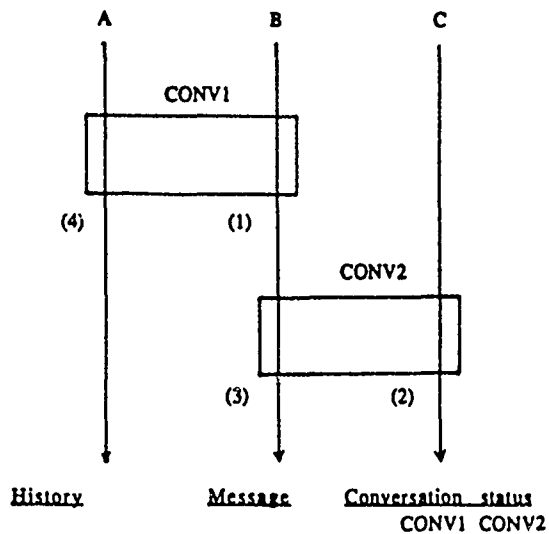 A B C
CONV1
(4) (1)
CONV2
(3) (2)
History Message Conversation status
CONV1 CONV2